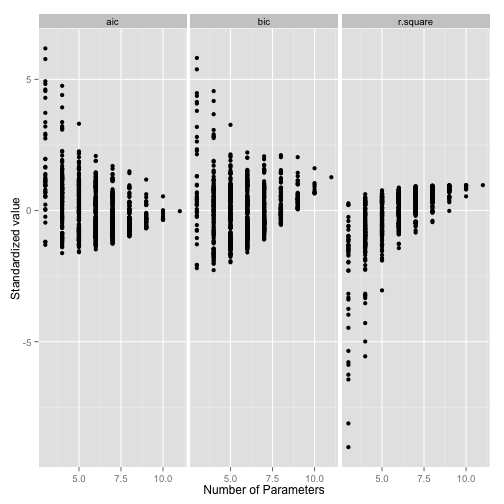 aic bic r.square
Standardized value
5
0
-5
5.0 7.5 10.0 5.0 7.5 10.0 5.0 7.5 10.0
Number of Parameters